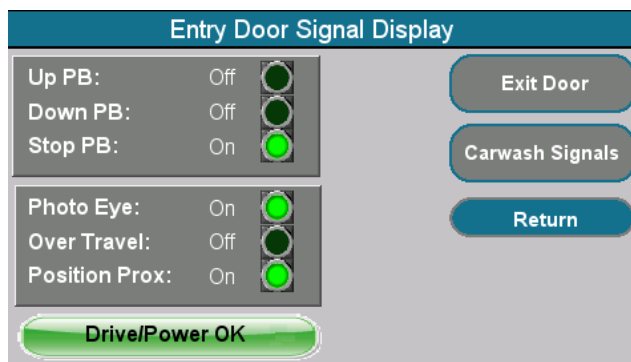 Entry Door Signal Display
Up PB: Off
Down PB: Off
Stop PB: On
Photo Eye: On
Over Travel: Off
Position Prox: On
Drive/Power OK
Exit Door
Carwash Signals
Return